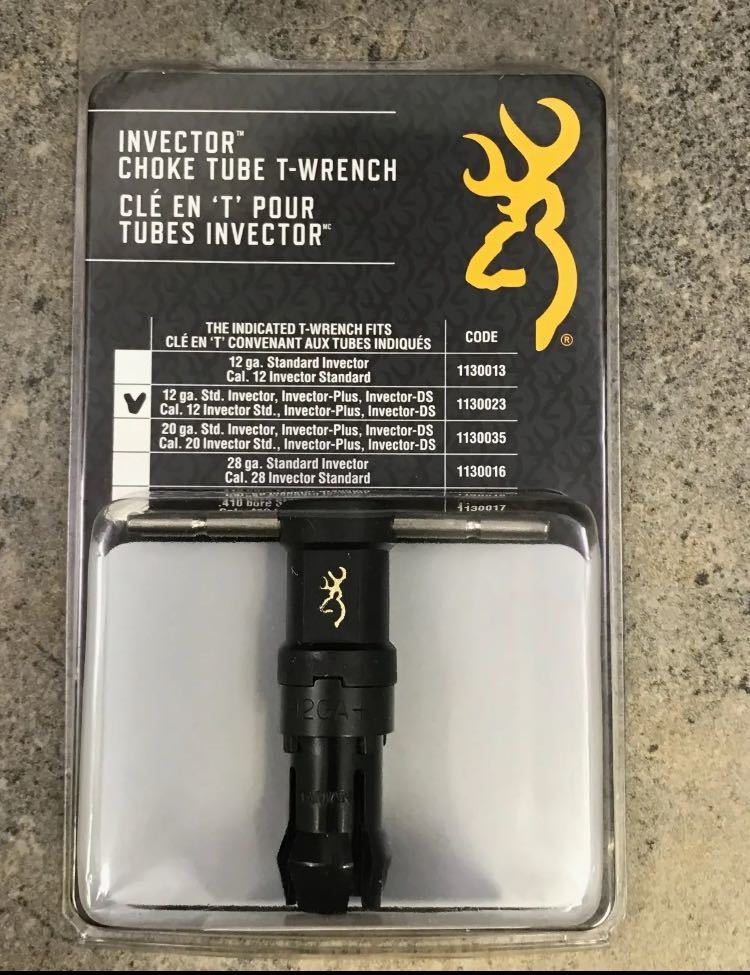 INVECTOR™
CHOKE TUBE T-WRENCH
CLÉ EN ‘T’ POUR
TUBES INVECTOR MC
THE INDICATED T-WRENCH FITS
CLÉ EN ‘T’ CONVENANT AUX TUBES INDIQUÉS
CODE
12 ga. Standard Invector
Cal. 12 Invector Standard
1130013
12 ga. Std. Invector, Invector-Plus, Invector-DS
Cal. 12 Invector Std., Invector-Plus, Invector-DS
1130023
20 ga. Std. Invector, Invector-Plus, Invector-DS
Cal. 20 Invector Std., Invector-Plus, Invector-DS
1130035
28 ga. Standard Invector
Cal. 28 Invector Standard
1130016
410 bore
1130017
®
12GA